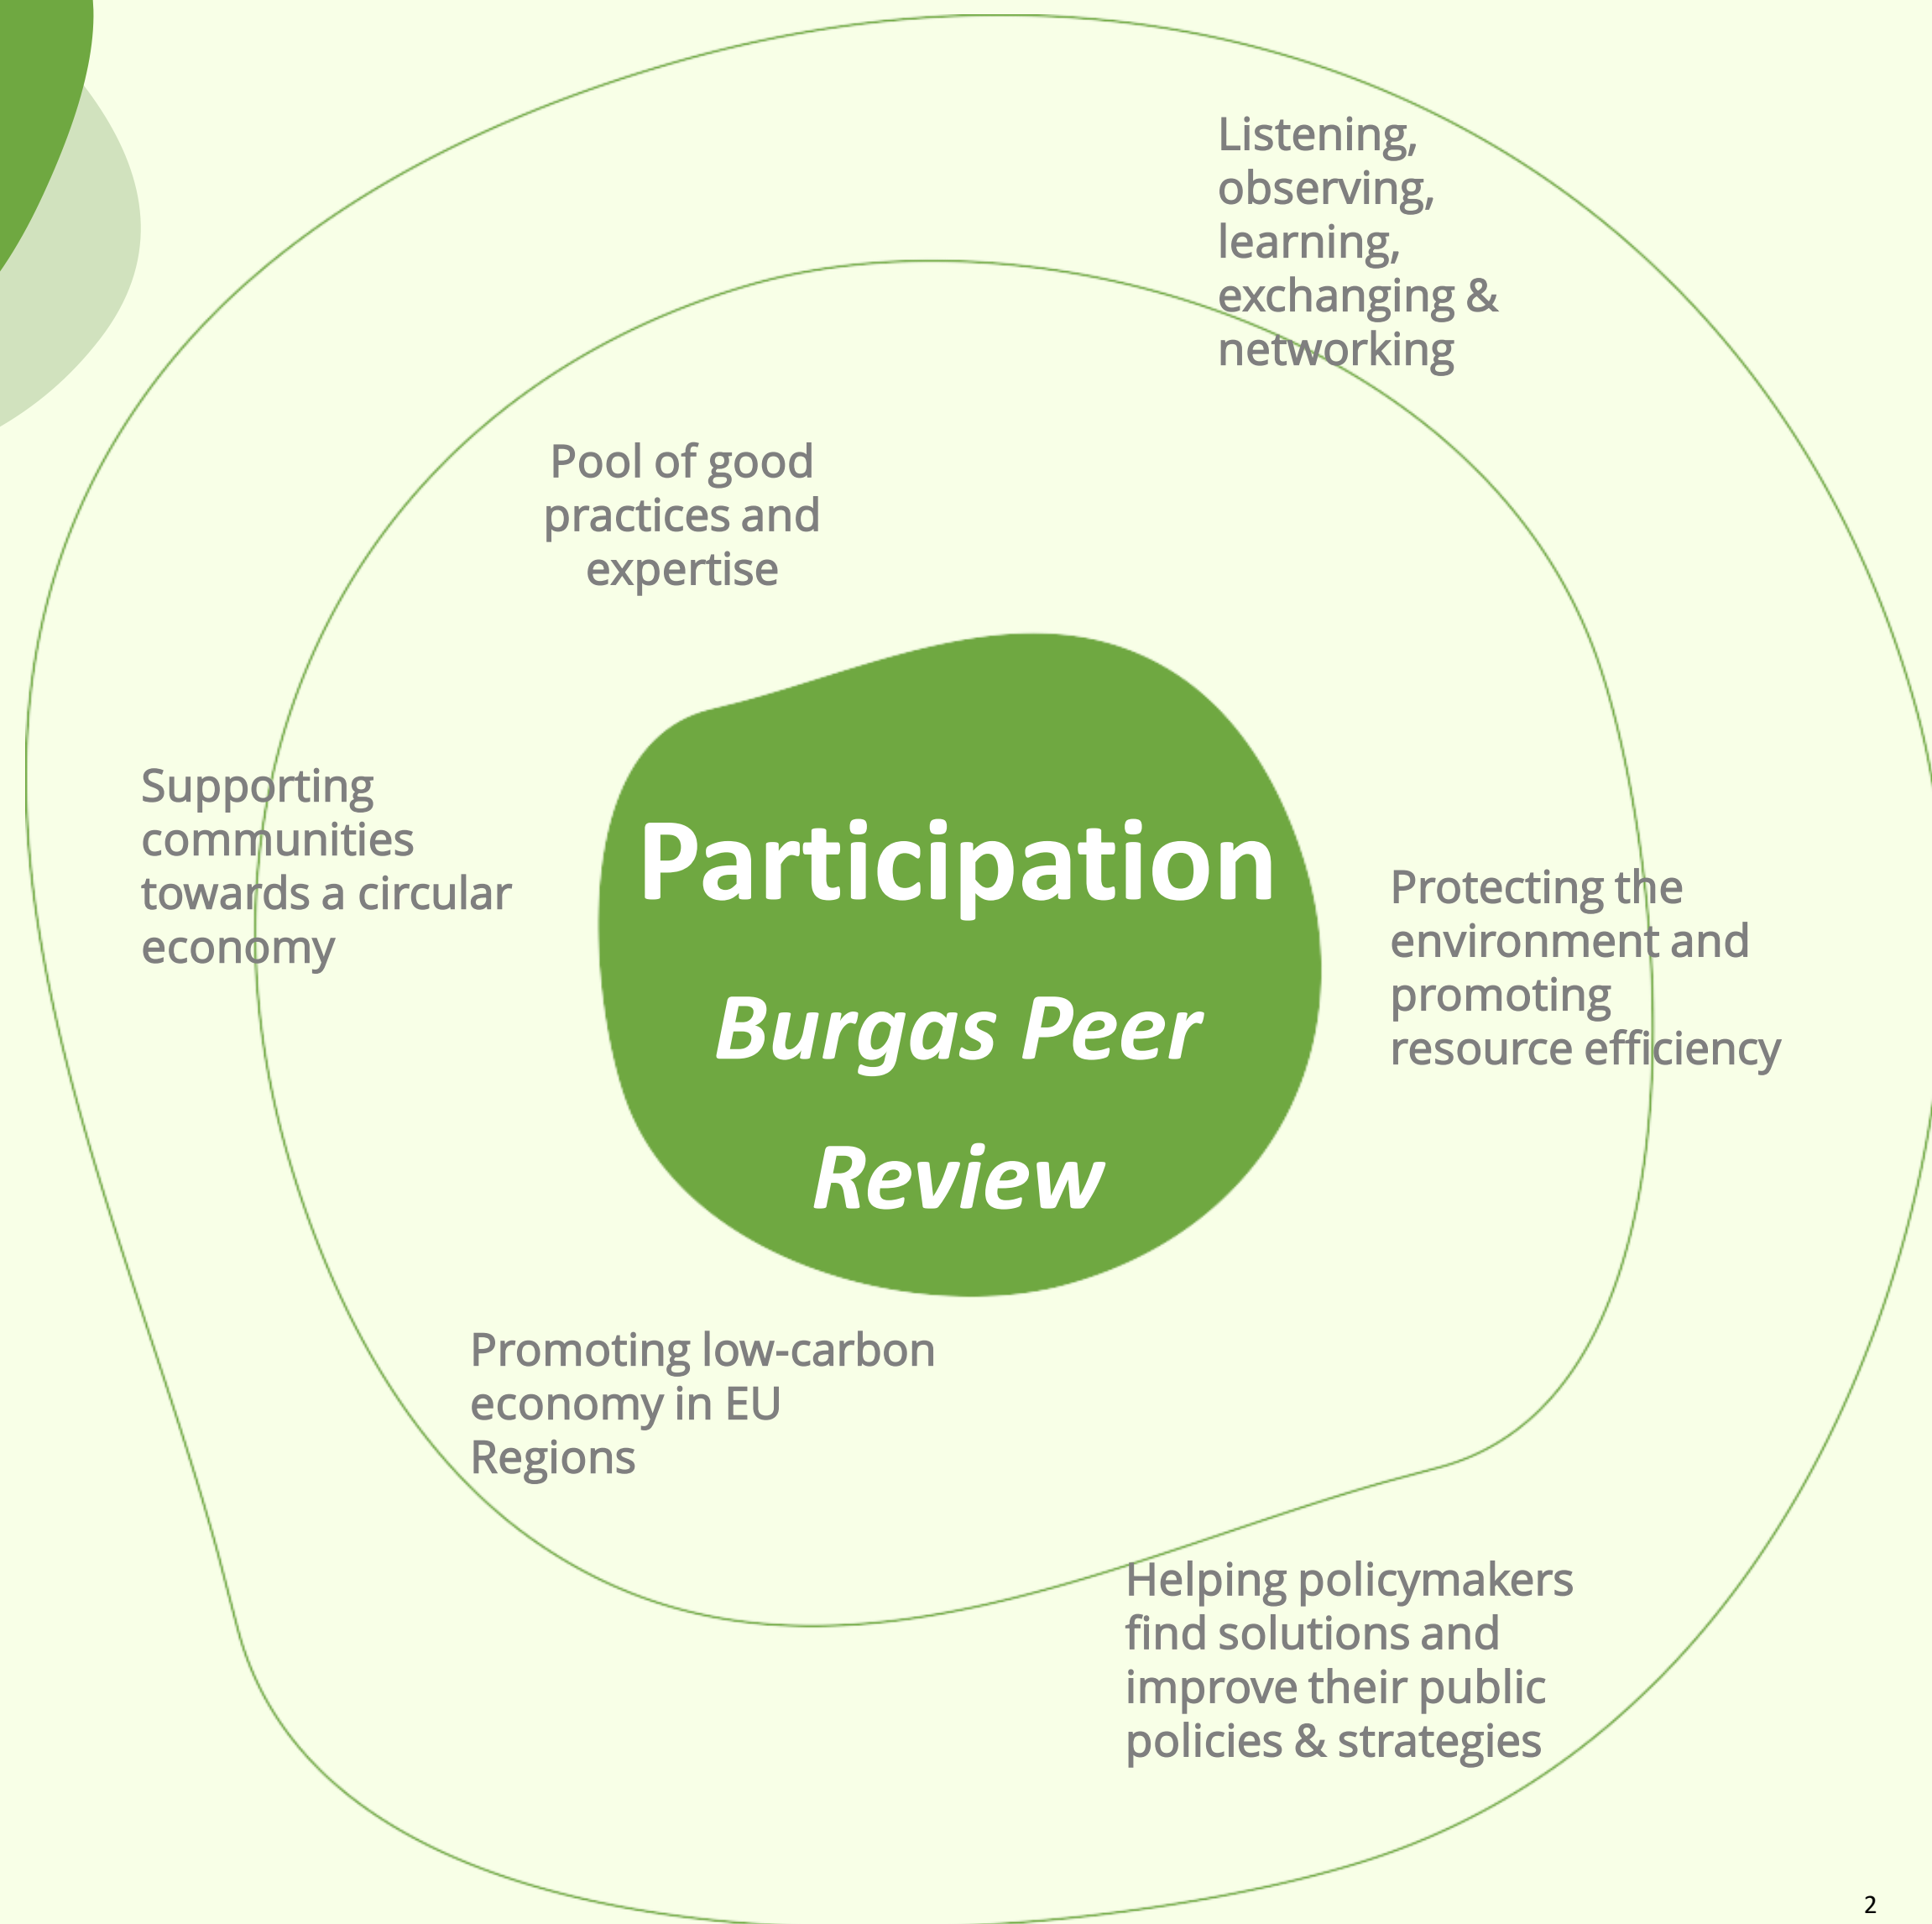 Listening,
observing,
learning,
exchanging &
networking
Pool of good
practices and
expertise
Supporting
communities
towards a circular
economy
Participation
Burgas Peer
Review
Protecting the
environment and
promoting
resource efficiency
Promoting low-carbon
economy in EU
Regions
Helping policymakers
find solutions and
improve their public
policies & strategies
2